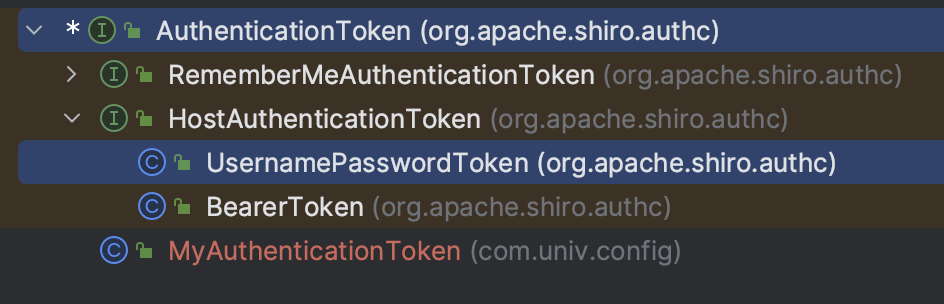 * I AuthenticationToken (org.apache.shiro.authc)
I RememberMeAuthenticationToken (org.apache.shiro.authc)
I HostAuthenticationToken (org.apache.shiro.authc)
C UsernamePasswordToken (org.apache.shiro.authc)
C BearerToken (org.apache.shiro.authc)
C MyAuthenticationToken (com.univ.config)